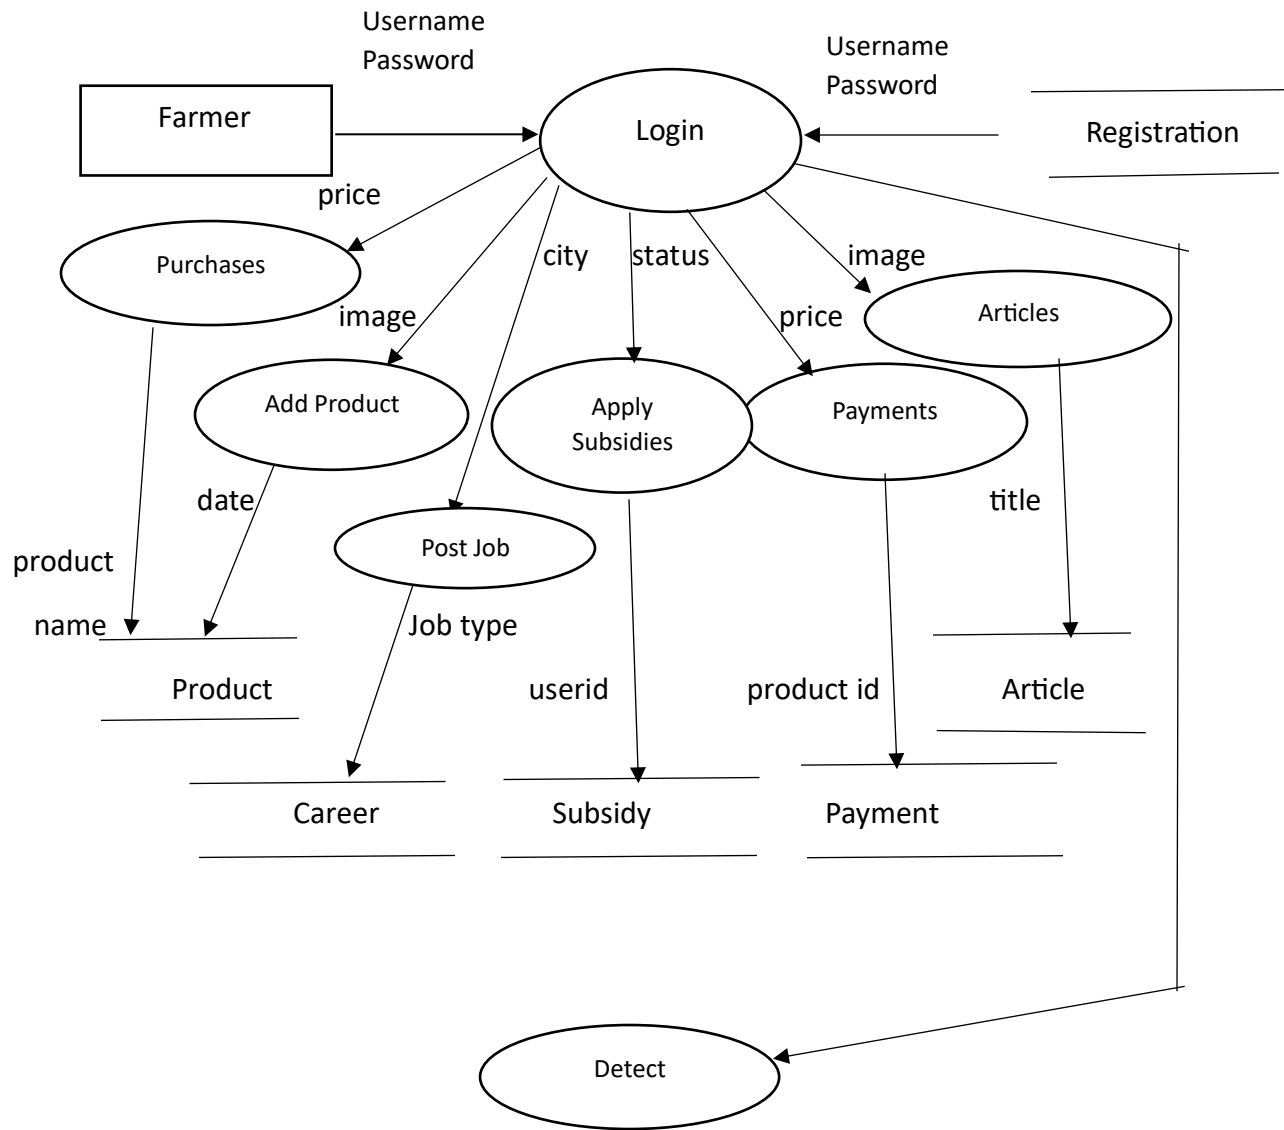 Username
Password
Username
Password
Farmer
Login
Registration
price
Purchases
city
status
image
image
price
Articles
Add Product
Apply
Subsidies
Payments
date
title
Post Job
product
name
Job type
Product
userid
product id
Article
Career
Subsidy
Payment
Detect